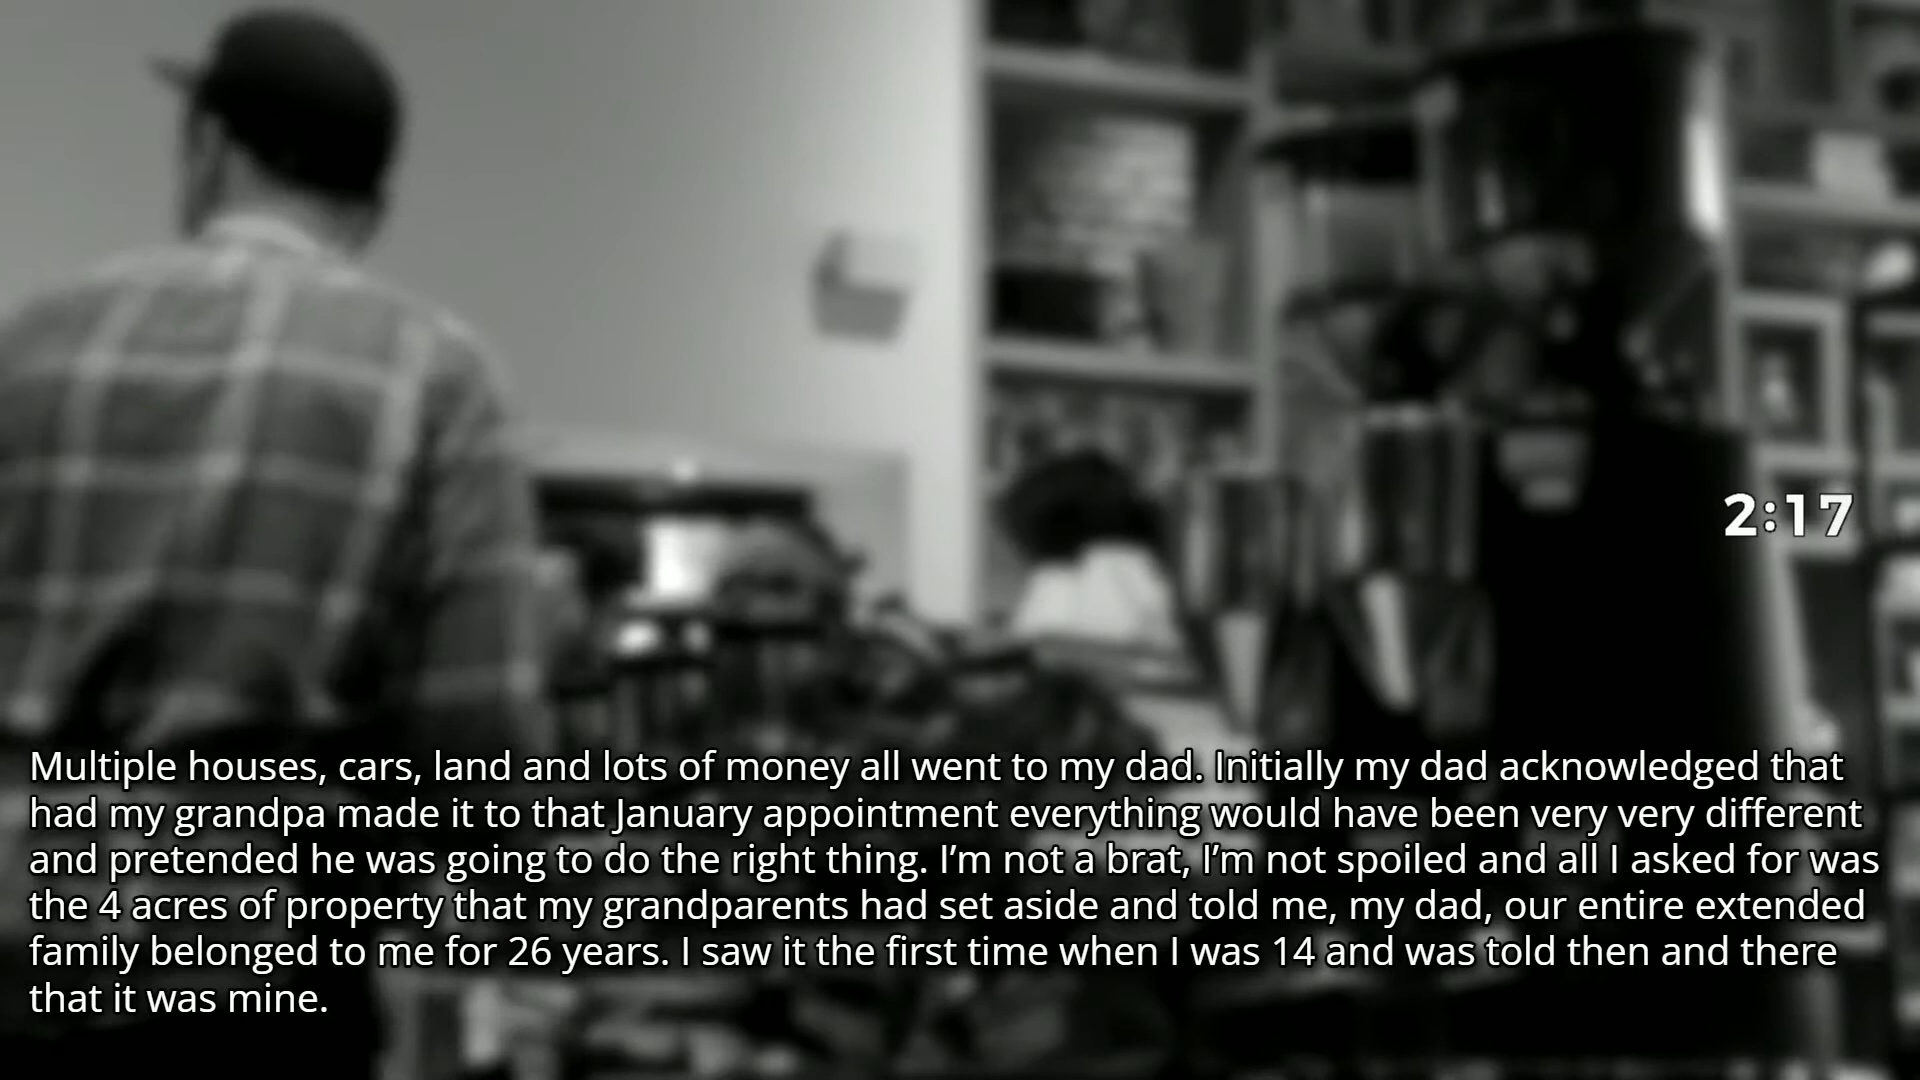 2:17
Multiple houses, cars, land and lots of money all went to my dad. Initially my dad acknowledged that
had my grandpa made it to that January appointment everything would have been very very different
and pretended he was going to do the right thing. I’m not a brat, I’m not spoiled and all I asked for was
the 4 acres of property that my grandparents had set aside and told me, my dad, our entire extended
family belonged to me for 26 years. I saw it the first time when I was 14 and was told then and there
that it was mine.